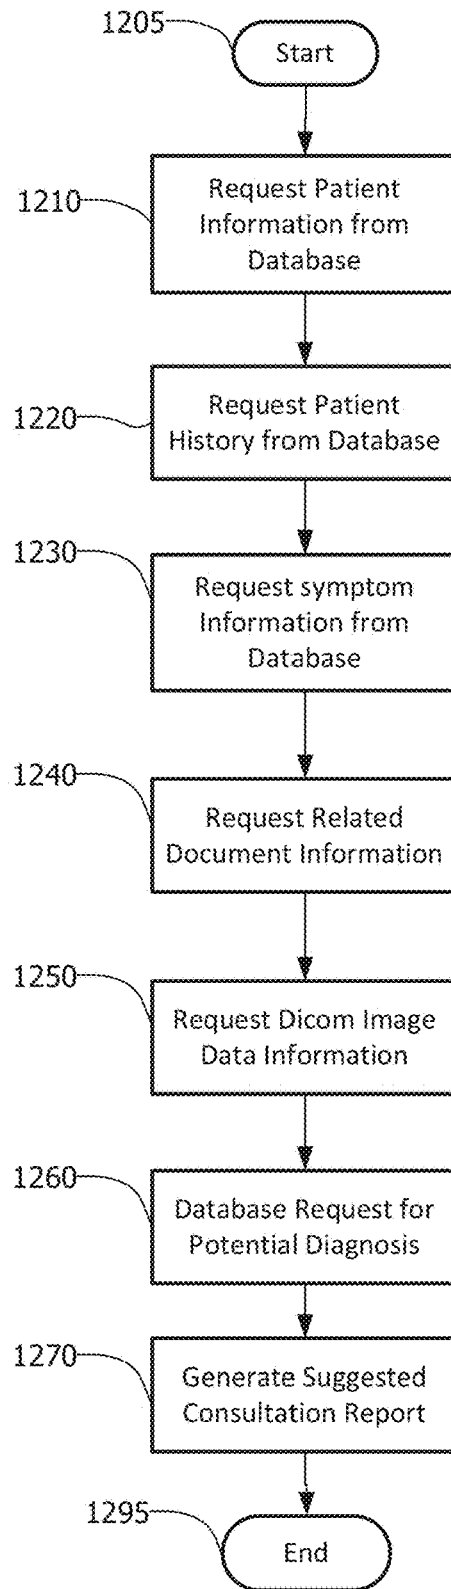 1205
Start
1210
Request Patient
Information from
Database
1220
Request Patient
History from Database
1230
Request symptom
Information from
Database
1240
Request Related
Document Information
1250
Request Dicom Image
Data Information
1260
Database Request for
Potential Diagnosis
1270
Generate Suggested
Consultation Report
1295
End